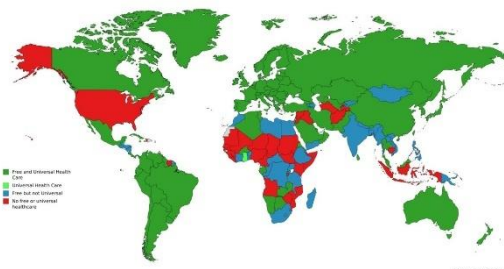 Free and Universal Health
Care
Universal Health Care
Free but not Universal
No free or universal
healthcare